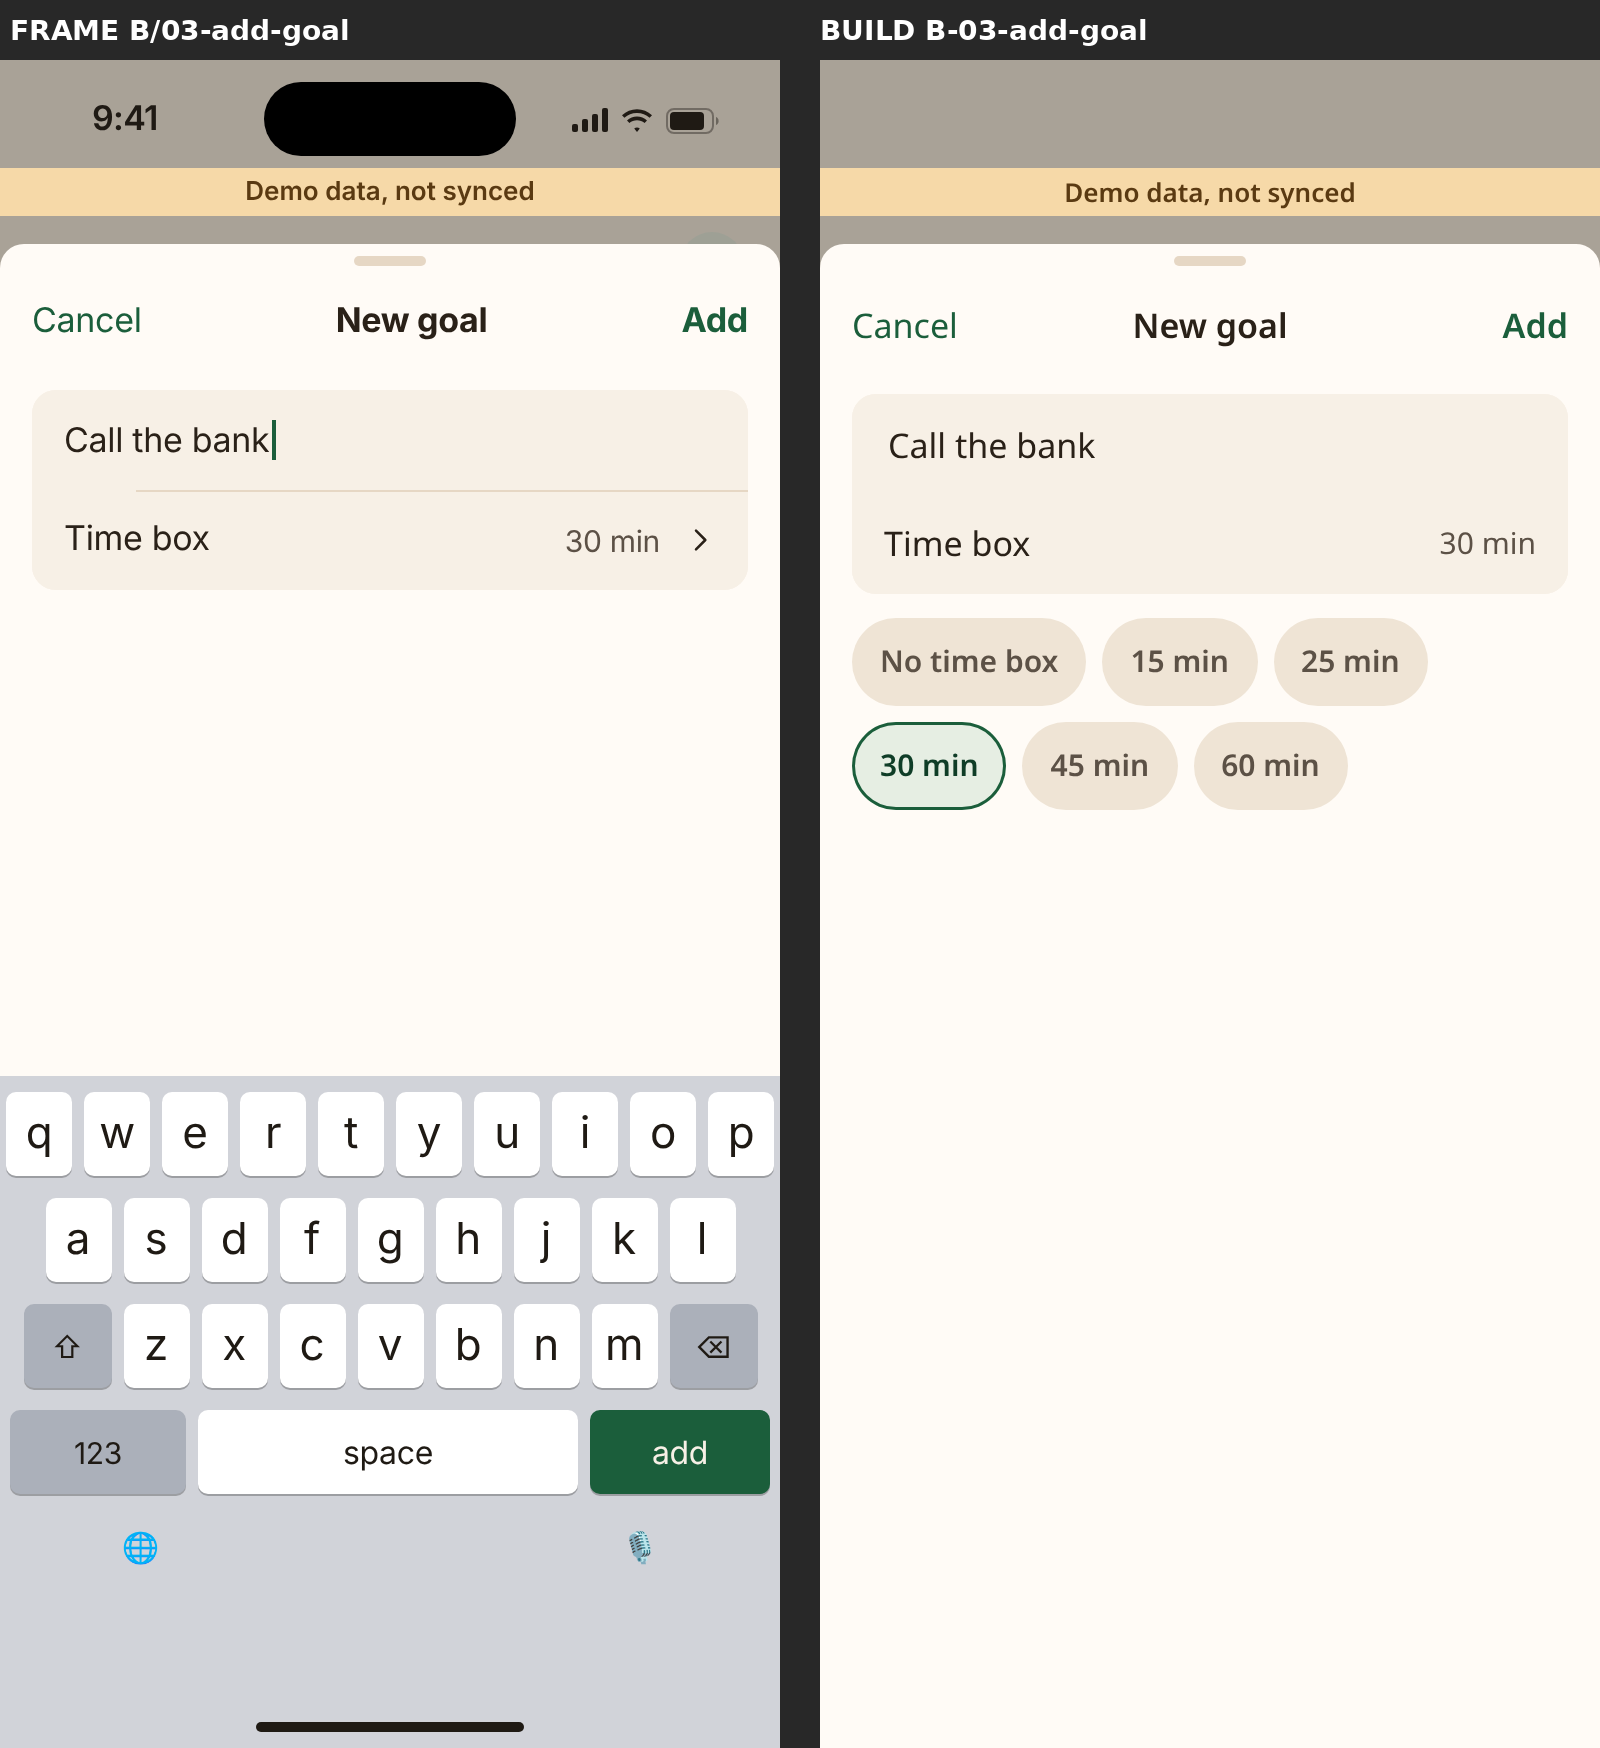 FRAME B/03-add-goal
9:41
Demo data, not synced
Cancel New goal Add
Call the bank
Time box 30 min
q w e r t y u i o p
a s d f g h j k l
z x c v b n m
123 space add
BUILD B-03-add-goal
Demo data, not synced
Cancel New goal Add
Call the bank
Time box 30 min
No time box 15 min 25 min
30 min 45 min 60 min